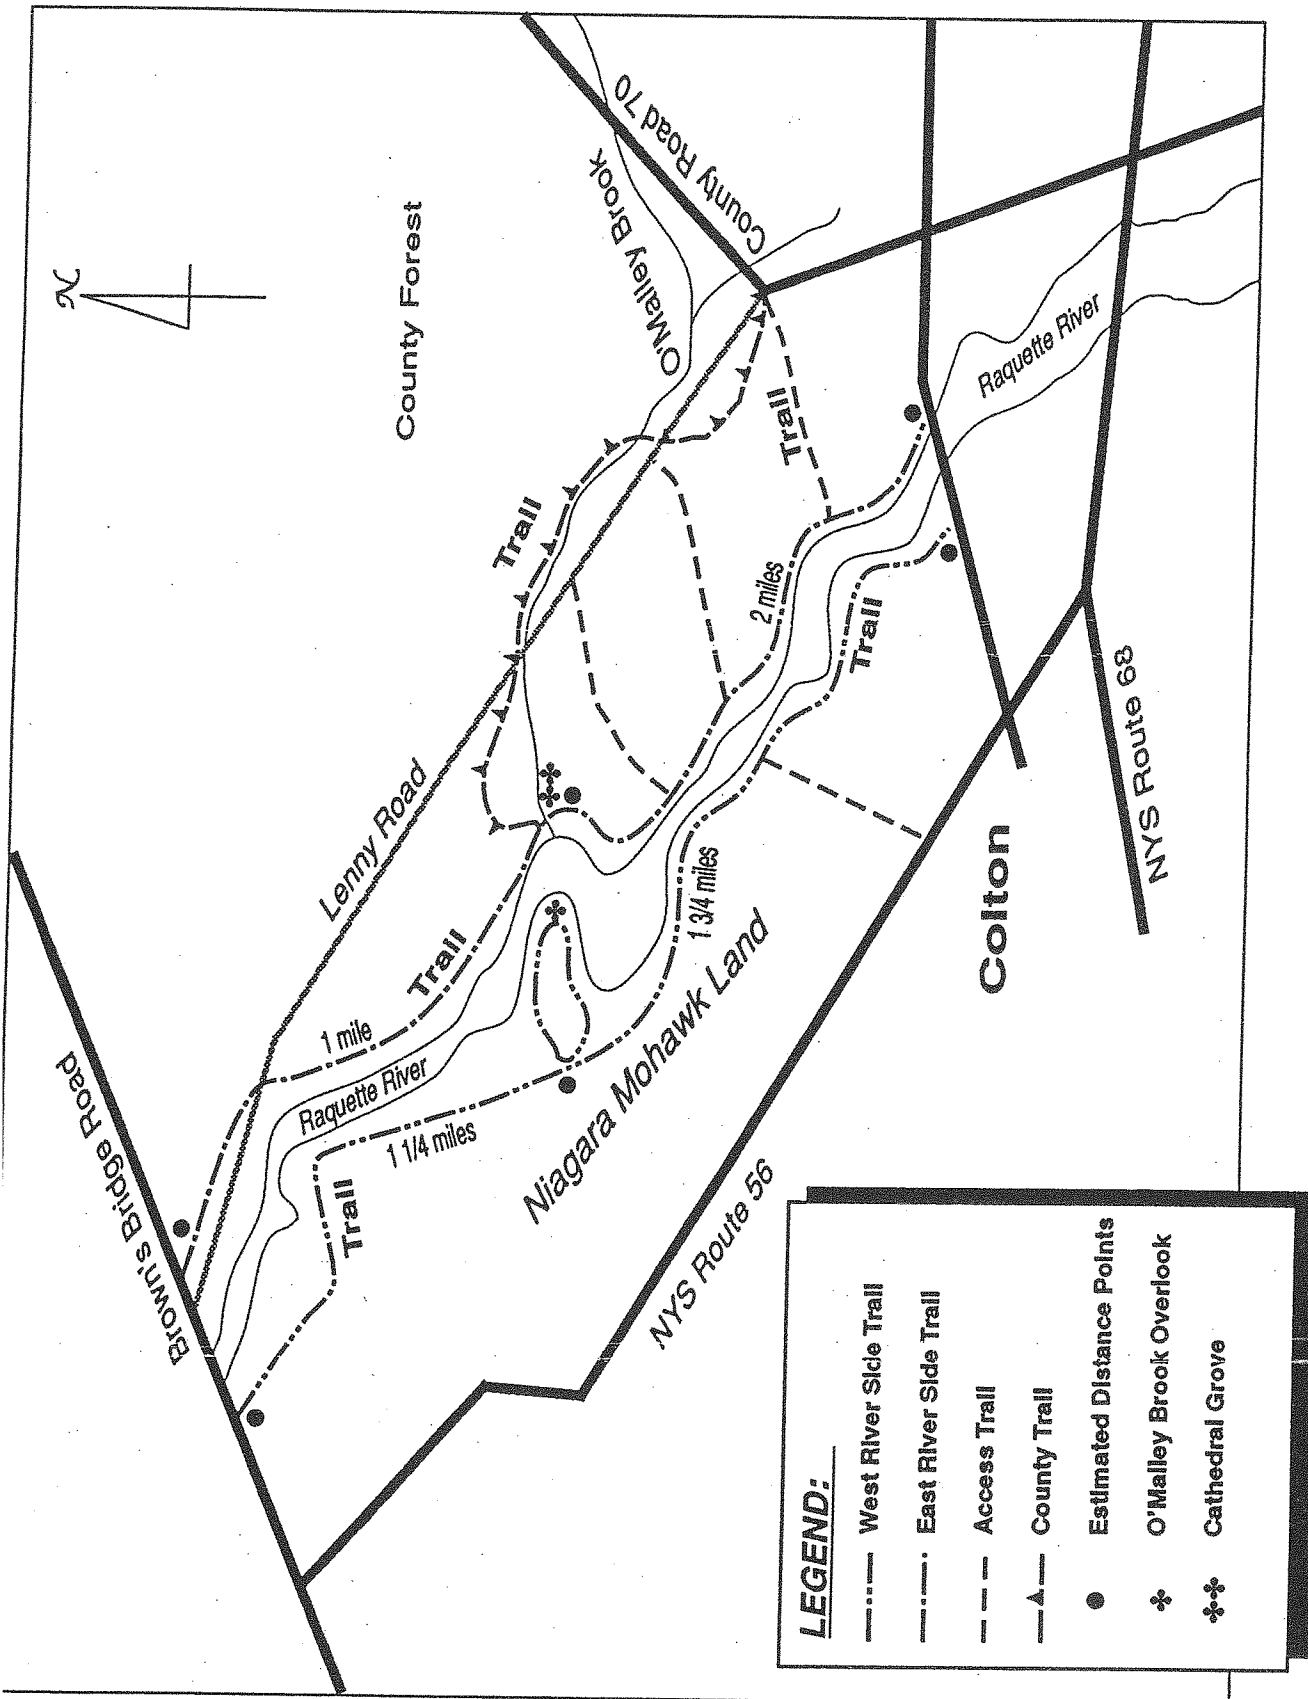 N
County Forest
County Road 70
O'Malley Brook
Trail
Trail
Raquette River
2 miles
Trail
Lenny Road
Trail
1 mile
Raquette River
1 3/4 miles
1 1/4 miles
Trail
Brown's Bridge Road
Niagara Mohawk Land
NYS Route 56
Colton
NYS Route 68
LEGEND:
West River Side Trail
East River Side Trail
Access Trail
County Trail
Estimated Distance Points
O'Malley Brook Overlook
Cathedral Grove